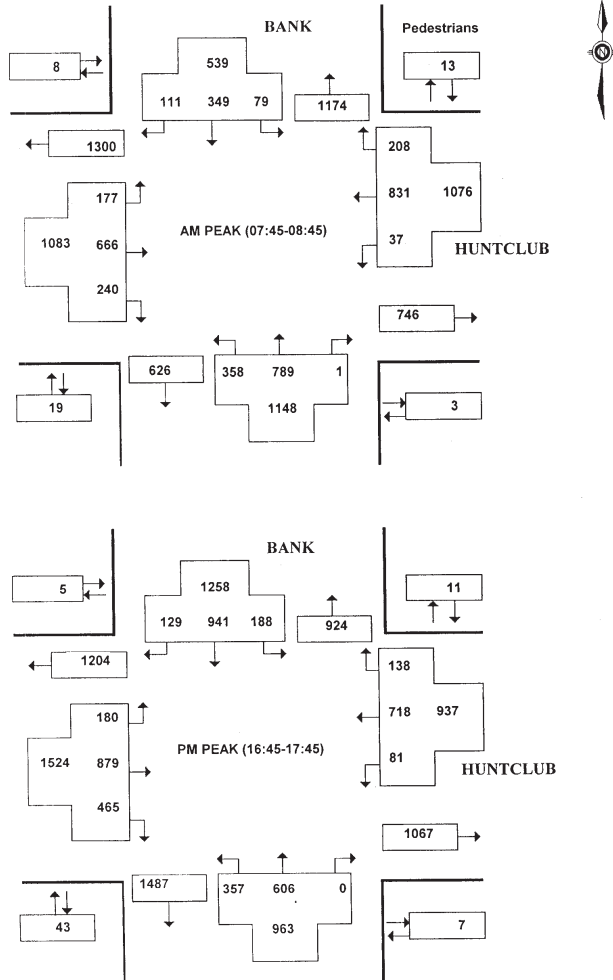 BANK
Pedestrians
N
8
539
13
111 349 79
1174
1300
208
177
831 1076
1083 666
AM PEAK (07:45-08:45)
37
HUNTCLUB
240
746
626
358 789 1
19
1148
3
BANK
5
1258
11
129 941 188
924
1204
138
180
718 937
1524 879
PM PEAK (16:45-17:45)
81
HUNTCLUB
465
1067
1487
357 606 0
43
963
7